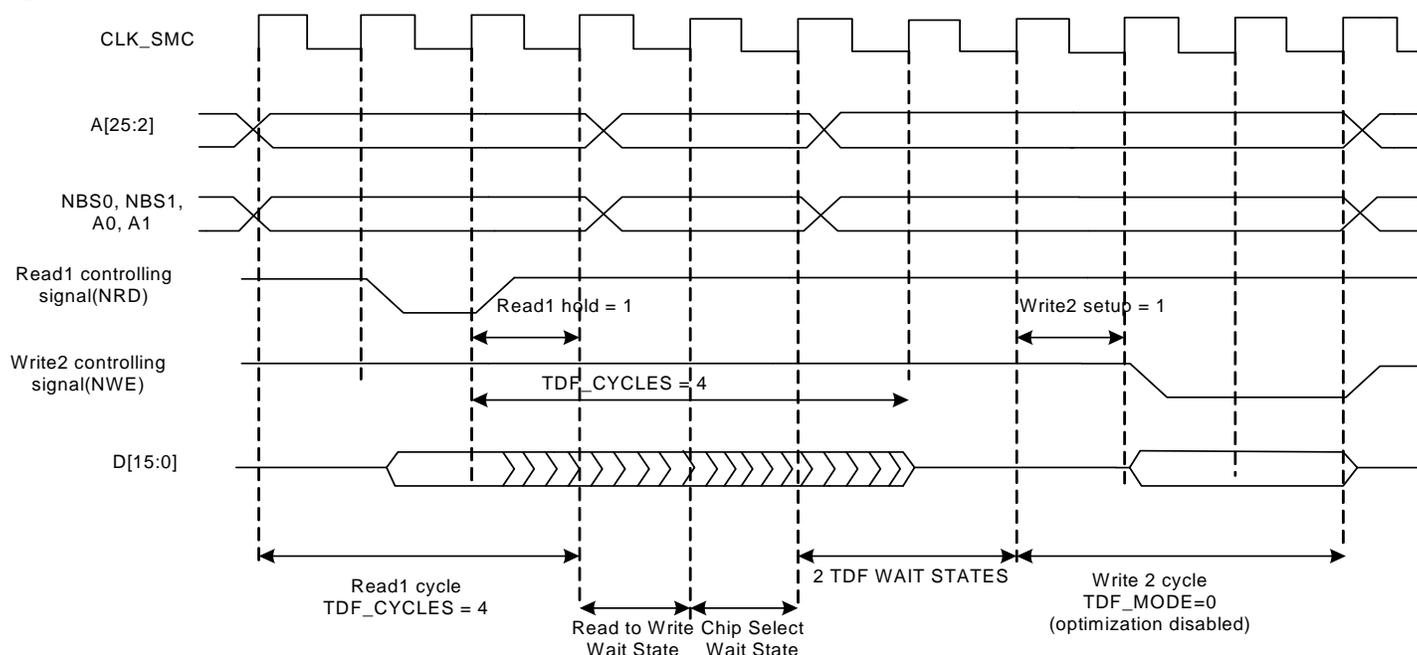 CLK_SMC
A[25:2]
NBS0, NBS1,
A0, A1
Read1 controlling
signal(NRD)
Read1 hold = 1
Write2 setup = 1
Write2 controlling
signal(NWE)
TDF_CYCLES = 4
D[15:0]
2 TDF WAIT STATES
Read1 cycle
TDF_CYCLES = 4
Write 2 cycle
TDF_MODE=0
(optimization disabled)
Read to Write
Wait State
Chip Select
Wait State